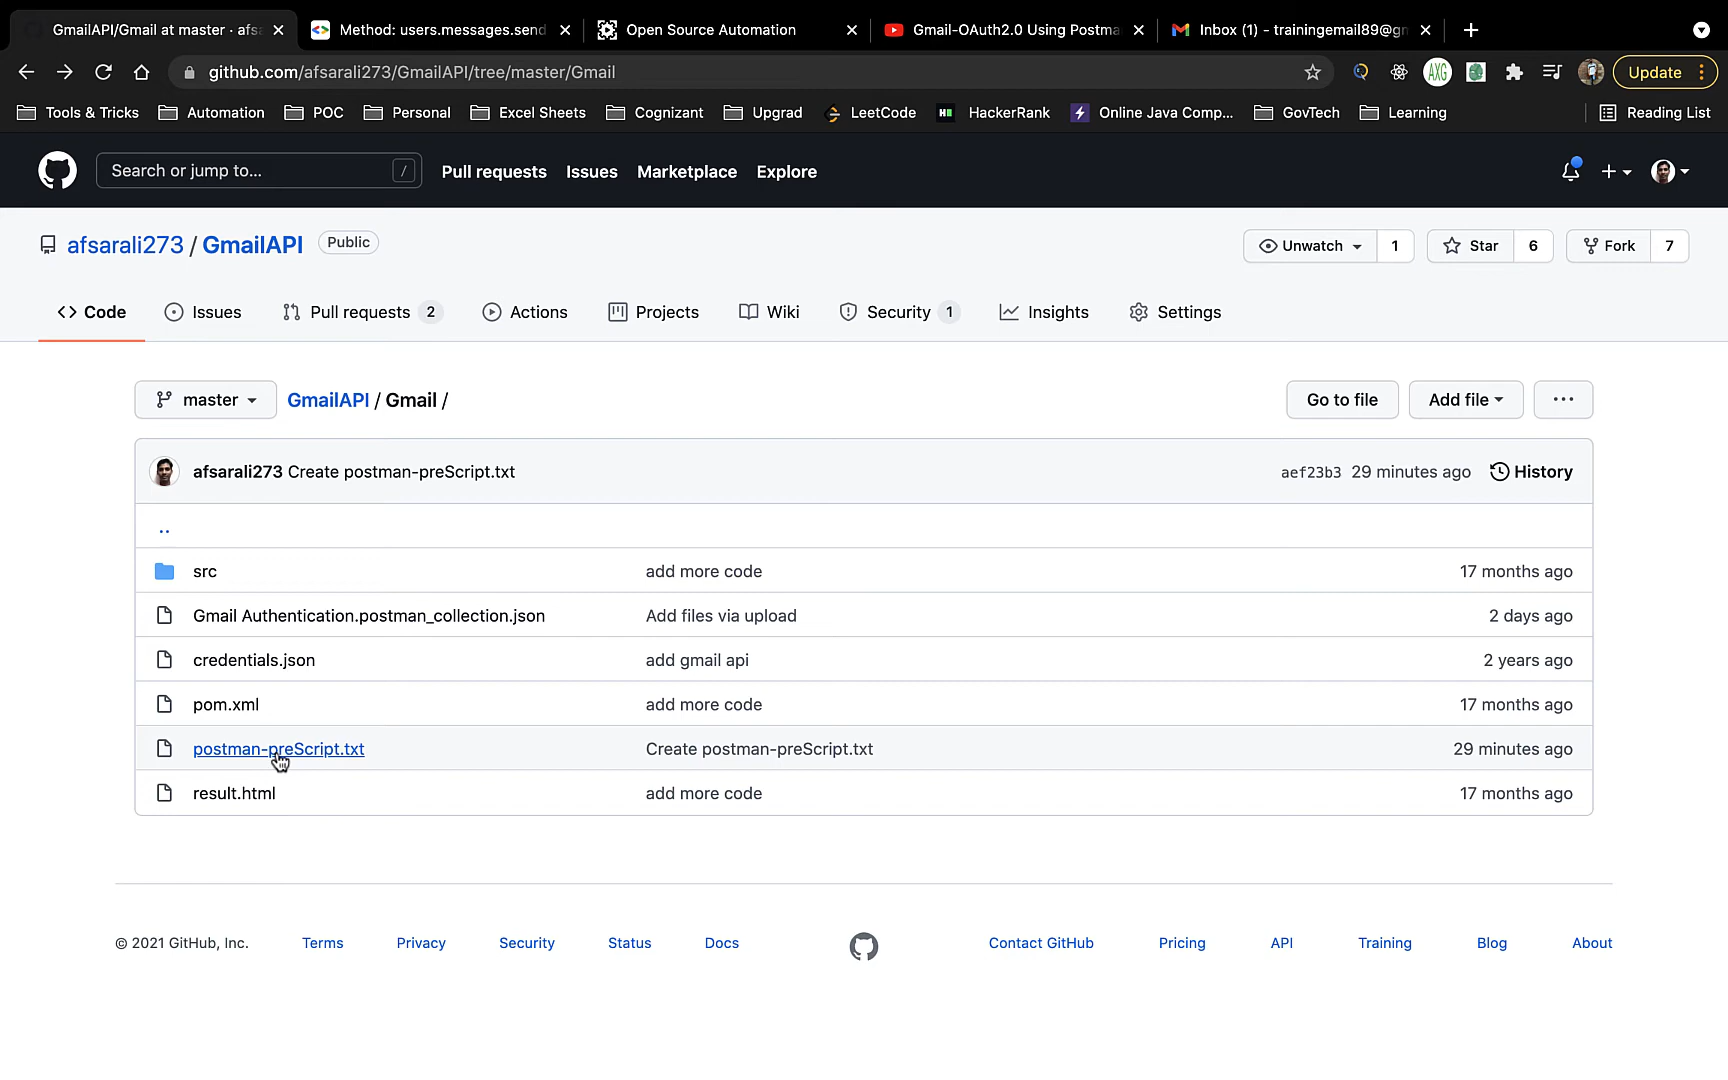 GmailAPI/Gmail at master · afsa
Method: users.messages.send
Open Source Automation
Gmail-OAuth2.0 Using Postma
Inbox (1) - trainingemail89@gm
github.com/afsarali273/GmailAPI/tree/master/Gmail
AXG
Update
Tools & Tricks
Automation
POC
Personal
Excel Sheets
Cognizant
Upgrad
LeetCode
HackerRank
Online Java Comp...
GovTech
Learning
Reading List
Search or jump to...
/
Pull requests
Issues
Marketplace
Explore
afsarali273 / GmailAPI
Public
Unwatch
1
Star
6
Fork
7
Code
Issues
Pull requests 2
Actions
Projects
Wiki
Security 1
Insights
Settings
master
GmailAPI / Gmail /
Go to file
Add file
...
afsarali273 Create postman-preScript.txt
aef23b3 29 minutes ago
History
..
src add more code 17 months ago
Gmail Authentication.postman_collection.json Add files via upload 2 days ago
credentials.json add gmail api 2 years ago
pom.xml add more code 17 months ago
postman-preScript.txt Create postman-preScript.txt 29 minutes ago
result.html add more code 17 months ago
© 2021 GitHub, Inc.
Terms
Privacy
Security
Status
Docs
Contact GitHub
Pricing
API
Training
Blog
About